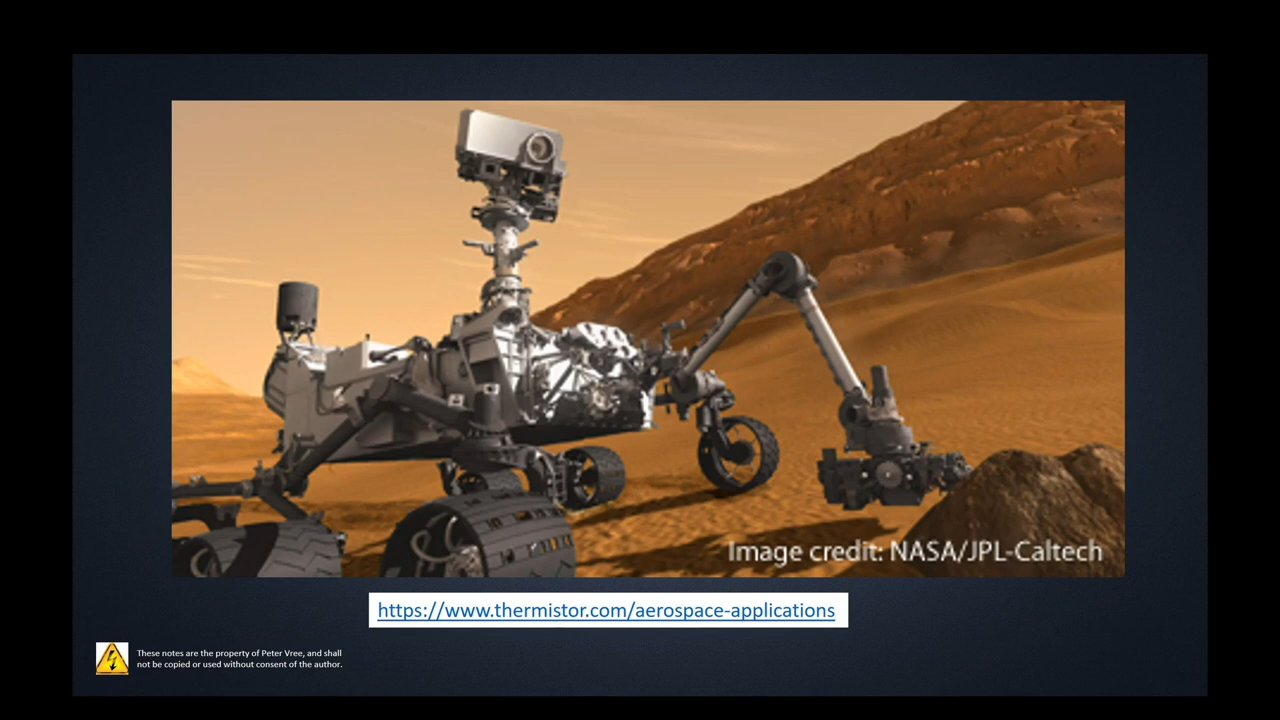 Image credit: NASA/JPL-Caltech
https://www.thermistor.com/aerospace-applications
These notes are the property of Peter Vree, and shall
not be copied or used without consent of the author.